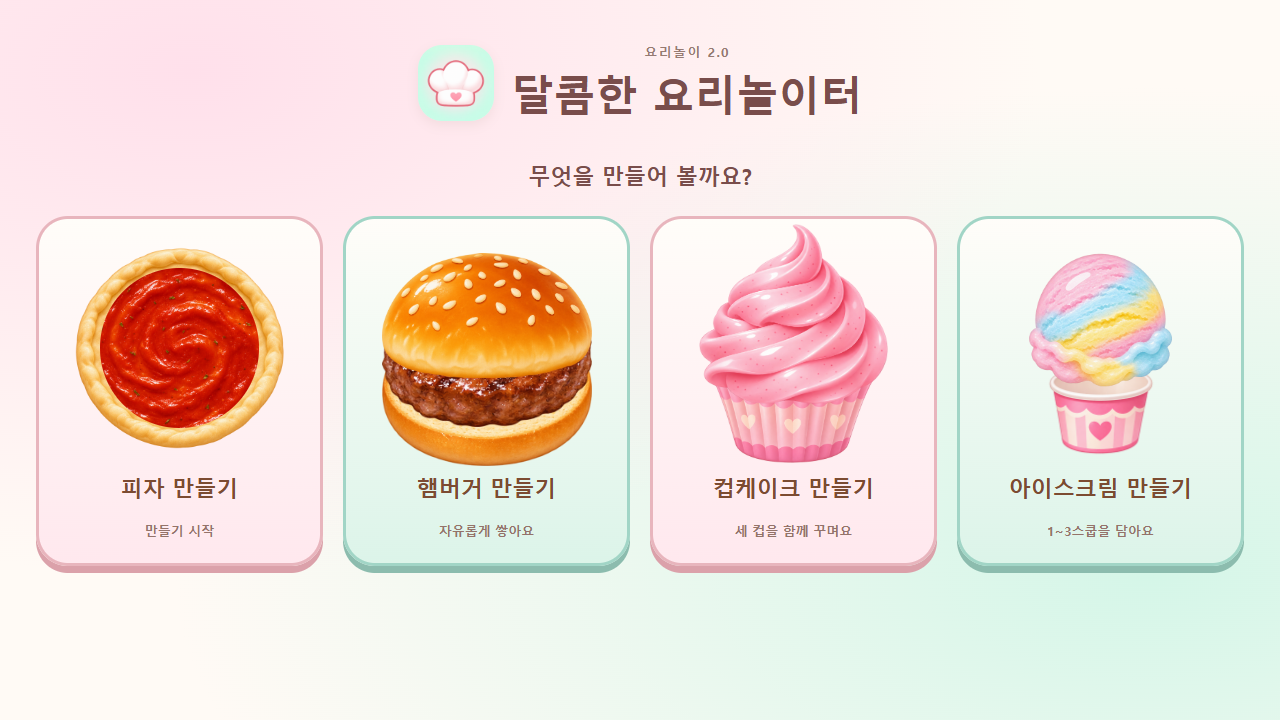 요리놀이 2.0
달콤한 요리놀이터
무엇을 만들어 볼까요?
피자 만들기
만들기 시작
햄버거 만들기
자유롭게 쌓아요
컵케이크 만들기
세 컵을 함께 꾸며요
아이스크림 만들기
1~3스쿱을 담아요